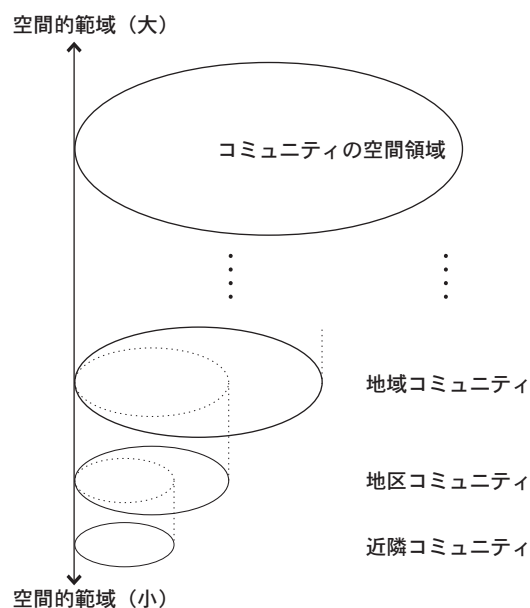 空間的範域（大）
コミュニティの空間領域
地域コミュニティ
地区コミュニティ
近隣コミュニティ
空間的範域（小）